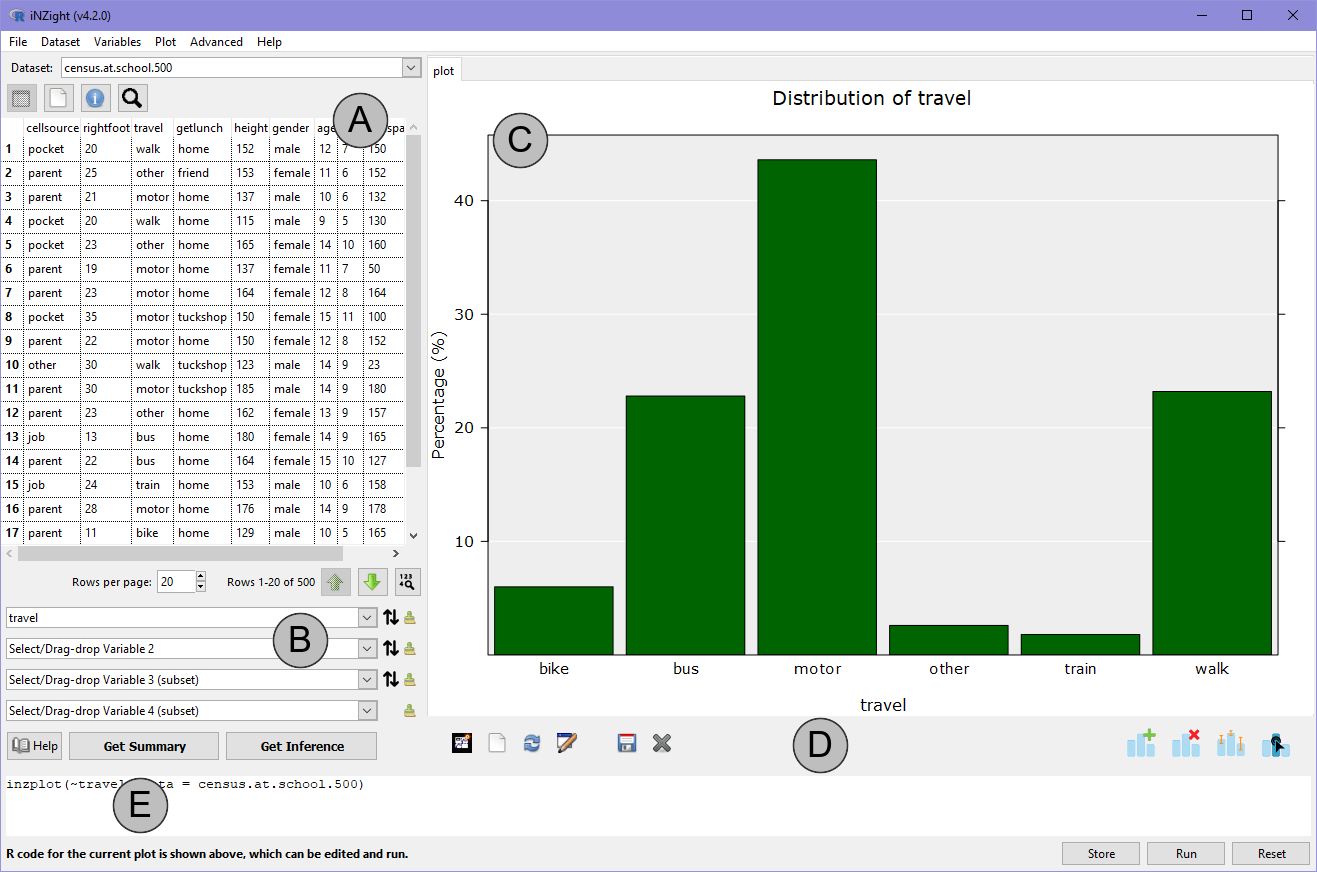 iNZight (v4.2.0)
File Dataset Variables Plot Advanced Help
Dataset: census.at.school.500
A
cellsource rightfoot travel getlunch height gender age
1 pocket 20 walk home 152 male 12 7 150
2 parent 25 other friend 153 female 11 6 152
3 parent 21 motor home 137 male 10 6 132
4 pocket 20 walk home 115 male 9 5 130
5 pocket 23 other home 165 female 14 10 160
6 parent 19 motor home 137 female 11 7 50
7 parent 23 motor home 164 female 12 8 164
8 pocket 35 motor tuckshop 150 female 15 11 100
9 parent 22 motor home 150 female 12 8 152
10 other 30 walk tuckshop 123 male 14 9 23
11 parent 30 motor tuckshop 185 male 14 9 180
12 parent 23 other home 162 female 13 9 157
13 job 13 bus home 180 female 14 9 165
14 parent 22 bus home 164 female 15 10 127
15 job 24 train home 153 male 10 6 158
16 parent 28 motor home 176 male 14 9 178
17 parent 11 bike home 129 male 10 5 165
Rows per page: 20 Rows 1-20 of 500
123
4
travel
B
Select/Drag-drop Variable 2
Select/Drag-drop Variable 3 (subset)
Select/Drag-drop Variable 4 (subset)
Help Get Summary Get Inference
plot
Distribution of travel
C
40
30
20
10
Percentage (%)
bike bus motor other train walk
travel
D
inzplot(~travel ta = census.at.school.500)
E
R code for the current plot is shown above, which can be edited and run.
Store Run Reset